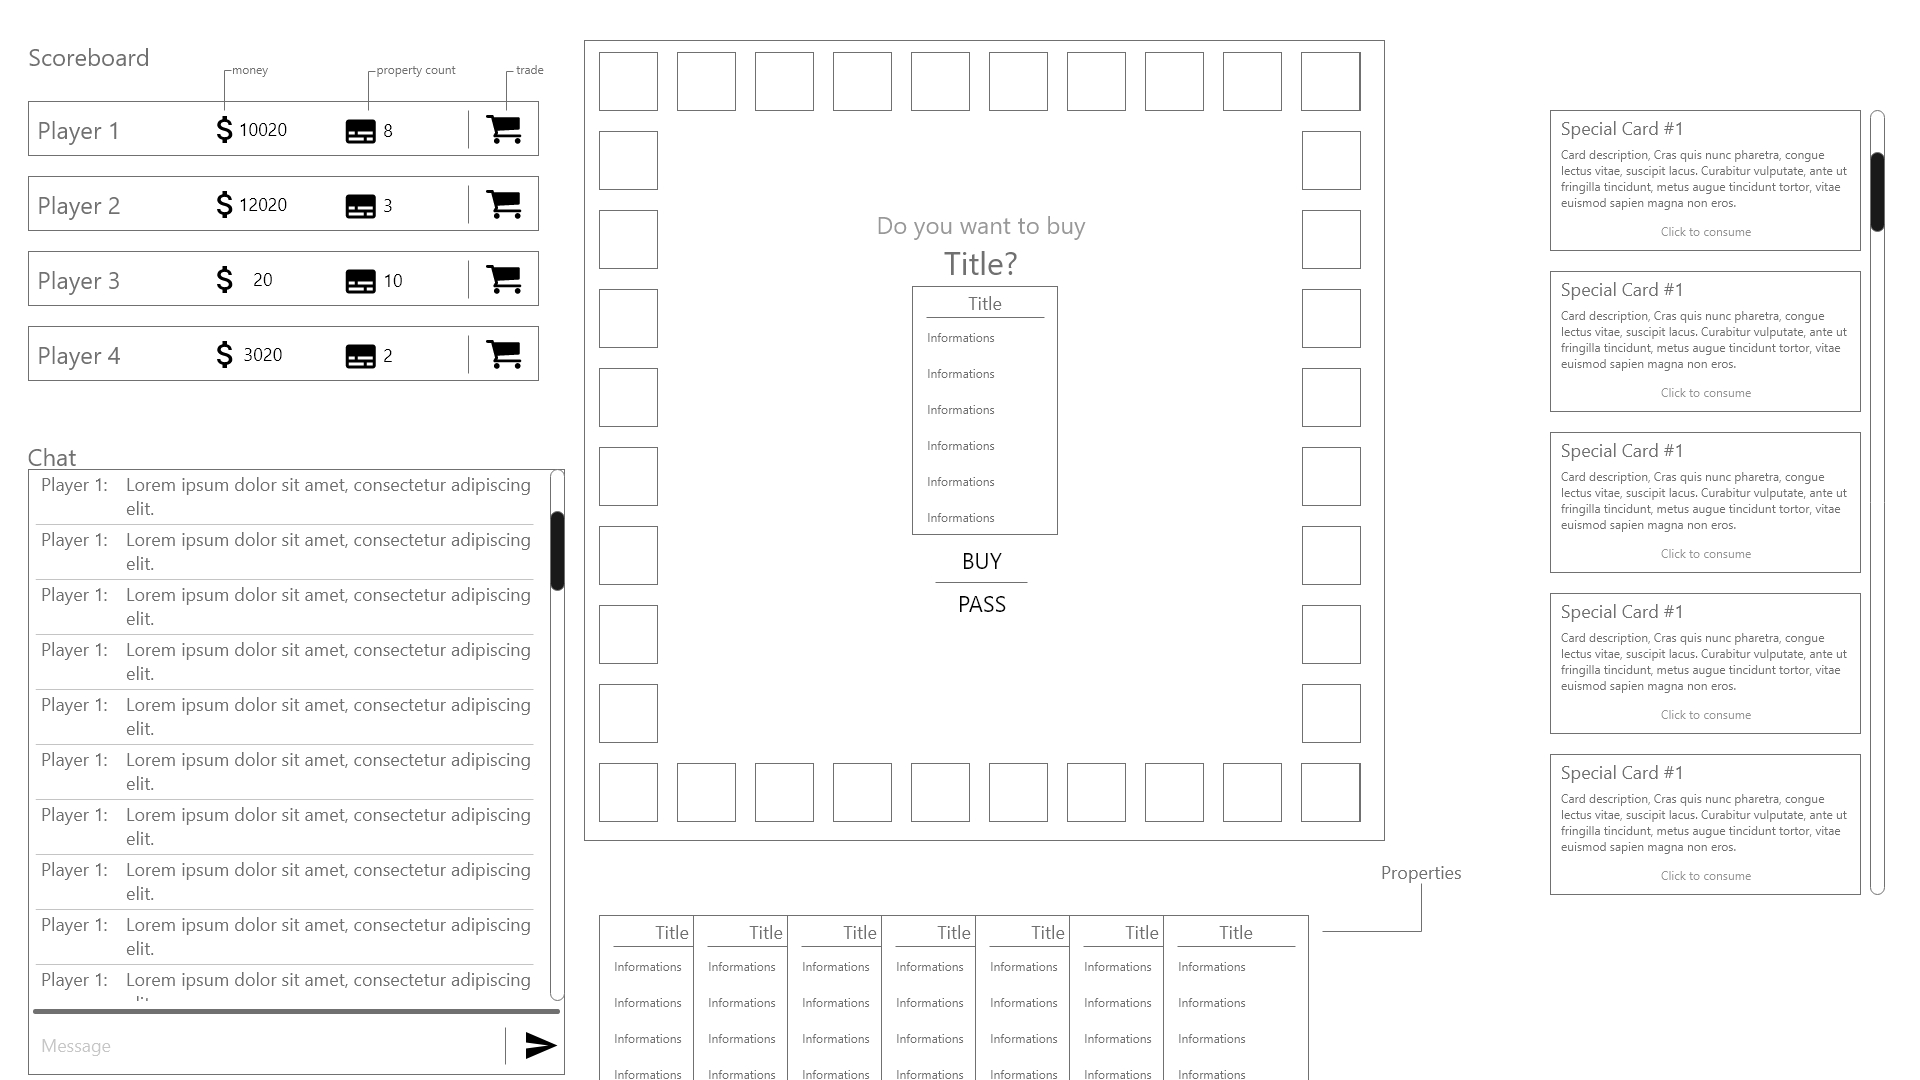 Scoreboard
money
property count
trade
Player 1
$ 10020
8
Player 2
$ 12020
3
Player 3
$ 20
10
Player 4
$ 3020
2
Chat
Player 1: Lorem ipsum dolor sit amet, consectetur adipiscing
elit.
Player 1: Lorem ipsum dolor sit amet, consectetur adipiscing
elit.
Player 1: Lorem ipsum dolor sit amet, consectetur adipiscing
elit.
Player 1: Lorem ipsum dolor sit amet, consectetur adipiscing
elit.
Player 1: Lorem ipsum dolor sit amet, consectetur adipiscing
elit.
Player 1: Lorem ipsum dolor sit amet, consectetur adipiscing
elit.
Player 1: Lorem ipsum dolor sit amet, consectetur adipiscing
elit.
Player 1: Lorem ipsum dolor sit amet, consectetur adipiscing
elit.
Player 1: Lorem ipsum dolor sit amet, consectetur adipiscing
elit.
Player 1: Lorem ipsum dolor sit amet, consectetur adipiscing
Message
Do you want to buy
Title?
Title
Informations
Informations
Informations
Informations
Informations
Informations
BUY
PASS
Properties
Title Title Title Title Title Title Title
Informations Informations Informations Informations Informations Informations Informations
Informations Informations Informations Informations Informations Informations Informations
Informations Informations Informations Informations Informations Informations Informations
Informations Informations Informations Informations Informations Informations Informations
Special Card #1
Card description, Cras quis nunc pharetra, congue
lectus vitae, suscipit lacus. Curabitur vulputate, ante ut
fringilla tincidunt, metus augue tincidunt tortor, vitae
euismod sapien magna non eros.
Click to consume
Special Card #1
Card description, Cras quis nunc pharetra, congue
lectus vitae, suscipit lacus. Curabitur vulputate, ante ut
fringilla tincidunt, metus augue tincidunt tortor, vitae
euismod sapien magna non eros.
Click to consume
Special Card #1
Card description, Cras quis nunc pharetra, congue
lectus vitae, suscipit lacus. Curabitur vulputate, ante ut
fringilla tincidunt, metus augue tincidunt tortor, vitae
euismod sapien magna non eros.
Click to consume
Special Card #1
Card description, Cras quis nunc pharetra, congue
lectus vitae, suscipit lacus. Curabitur vulputate, ante ut
fringilla tincidunt, metus augue tincidunt tortor, vitae
euismod sapien magna non eros.
Click to consume
Special Card #1
Card description, Cras quis nunc pharetra, congue
lectus vitae, suscipit lacus. Curabitur vulputate, ante ut
fringilla tincidunt, metus augue tincidunt tortor, vitae
euismod sapien magna non eros.
Click to consume